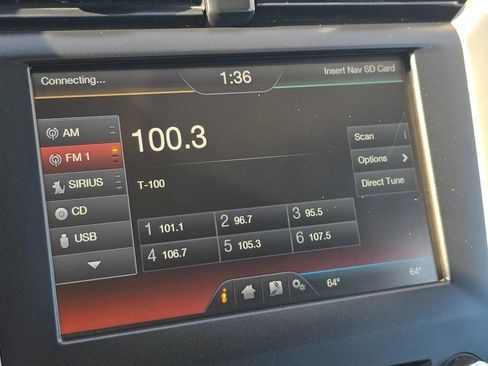 Connecting...
1:36
Insert Nav SD Card
AM
FM 1
SIRIUS
CD
USB
100.3
T-100
1 101.1
2 96.7
3 95.5
4 106.7
5 105.3
6 107.5
Scan
Options
Direct Tune
i
64°
64°